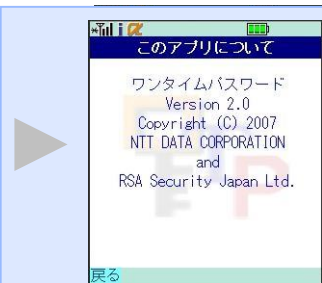 i α
このアプリについて
ワンタイムパスワード
Version 2.0
Copyright (C) 2007
NTT DATA CORPORATION
and
RSA Security Japan Ltd.
戻る